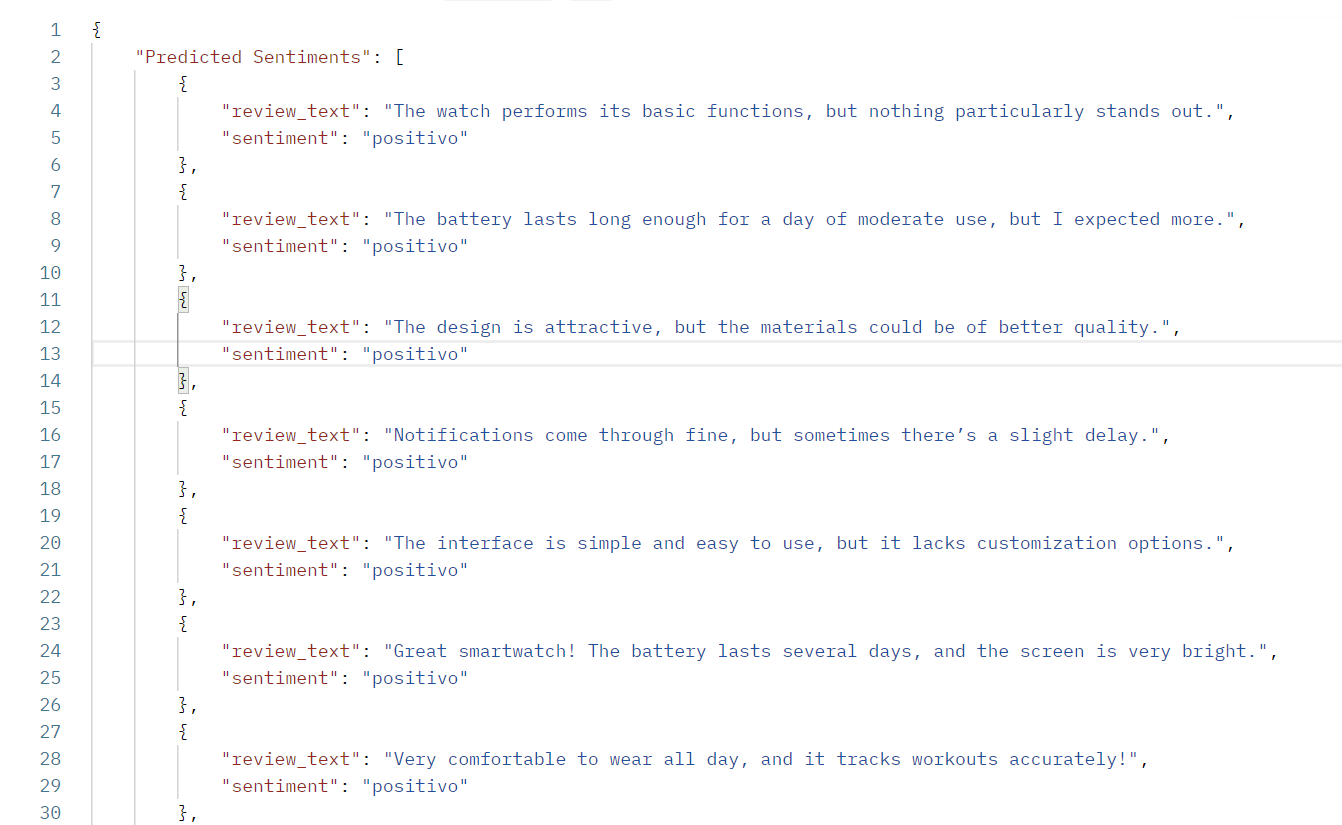 1 {
2 "Predicted Sentiments": [
3 {
4 "review_text": "The watch performs its basic functions, but nothing particularly stands out.",
5 "sentiment": "positivo"
6 },
7 {
8 "review_text": "The battery lasts long enough for a day of moderate use, but I expected more.",
9 "sentiment": "positivo"
10 },
11 {
12 "review_text": "The design is attractive, but the materials could be of better quality.",
13 "sentiment": "positivo"
14 },
15 {
16 "review_text": "Notifications come through fine, but sometimes there’s a slight delay.",
17 "sentiment": "positivo"
18 },
19 {
20 "review_text": "The interface is simple and easy to use, but it lacks customization options.",
21 "sentiment": "positivo"
22 },
23 {
24 "review_text": "Great smartwatch! The battery lasts several days, and the screen is very bright.",
25 "sentiment": "positivo"
26 },
27 {
28 "review_text": "Very comfortable to wear all day, and it tracks workouts accurately!",
29 "sentiment": "positivo"
30 },